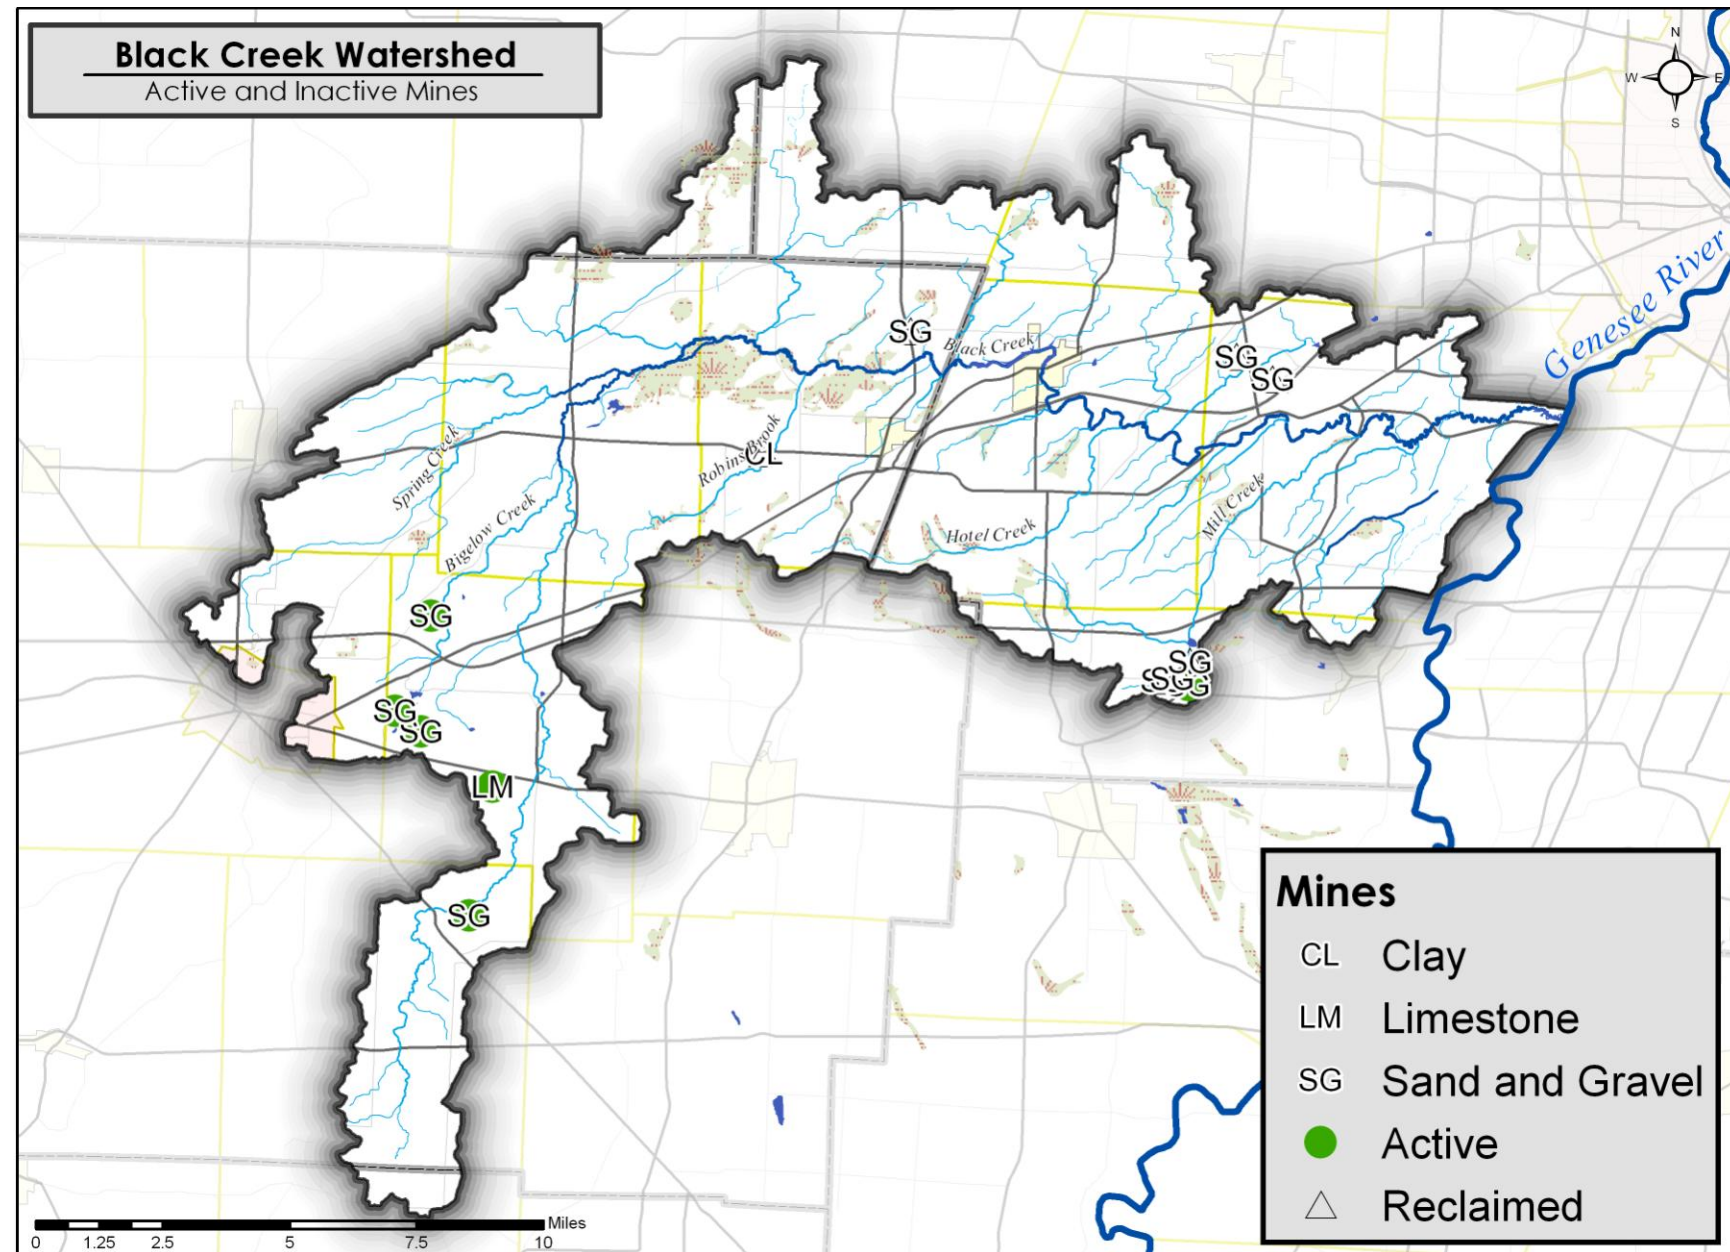 Black Creek Watershed
Active and Inactive Mines
N
W E
S
Genesee River
SG
Black Creek
SG
SG
Spring Creek
Robins Brook
CL
Bigelow Creek
Hotel Creek
Mill Creek
SG
SG
SG
SG
SG
SG
LM
SG
Mines
CL Clay
LM Limestone
SG Sand and Gravel
Active
Reclaimed
Miles
0 1.25 2.5 5 7.5 10